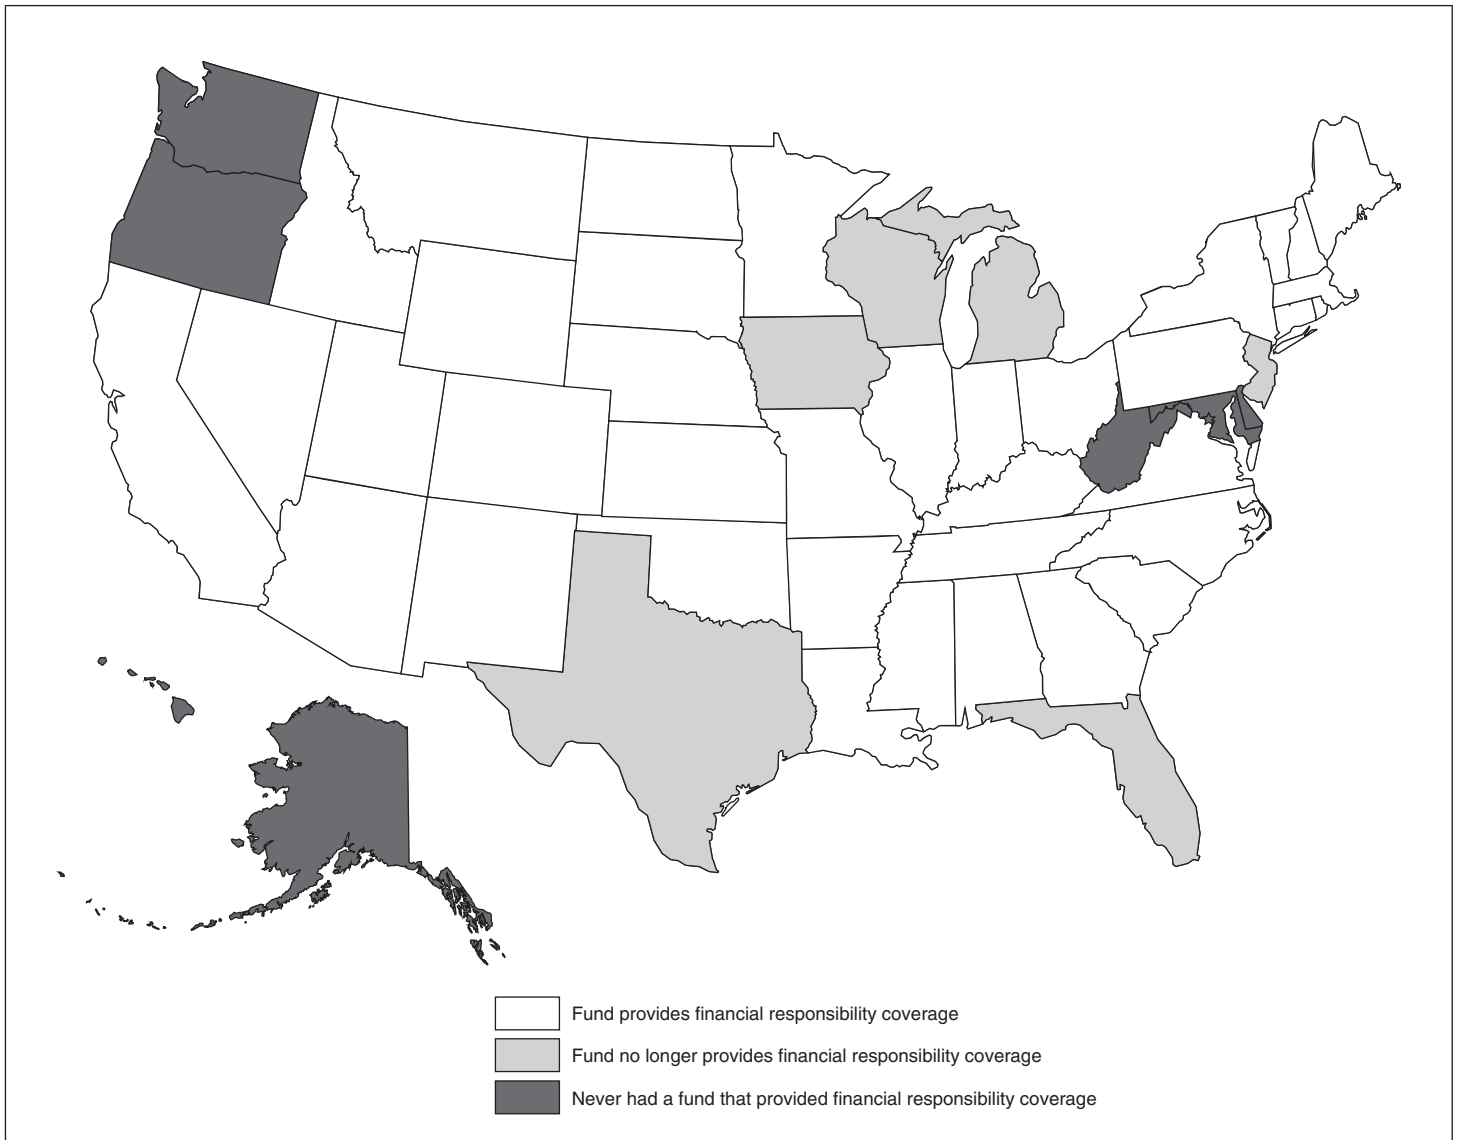 Fund provides financial responsibility coverage
Fund no longer provides financial responsibility coverage
Never had a fund that provided financial responsibility coverage